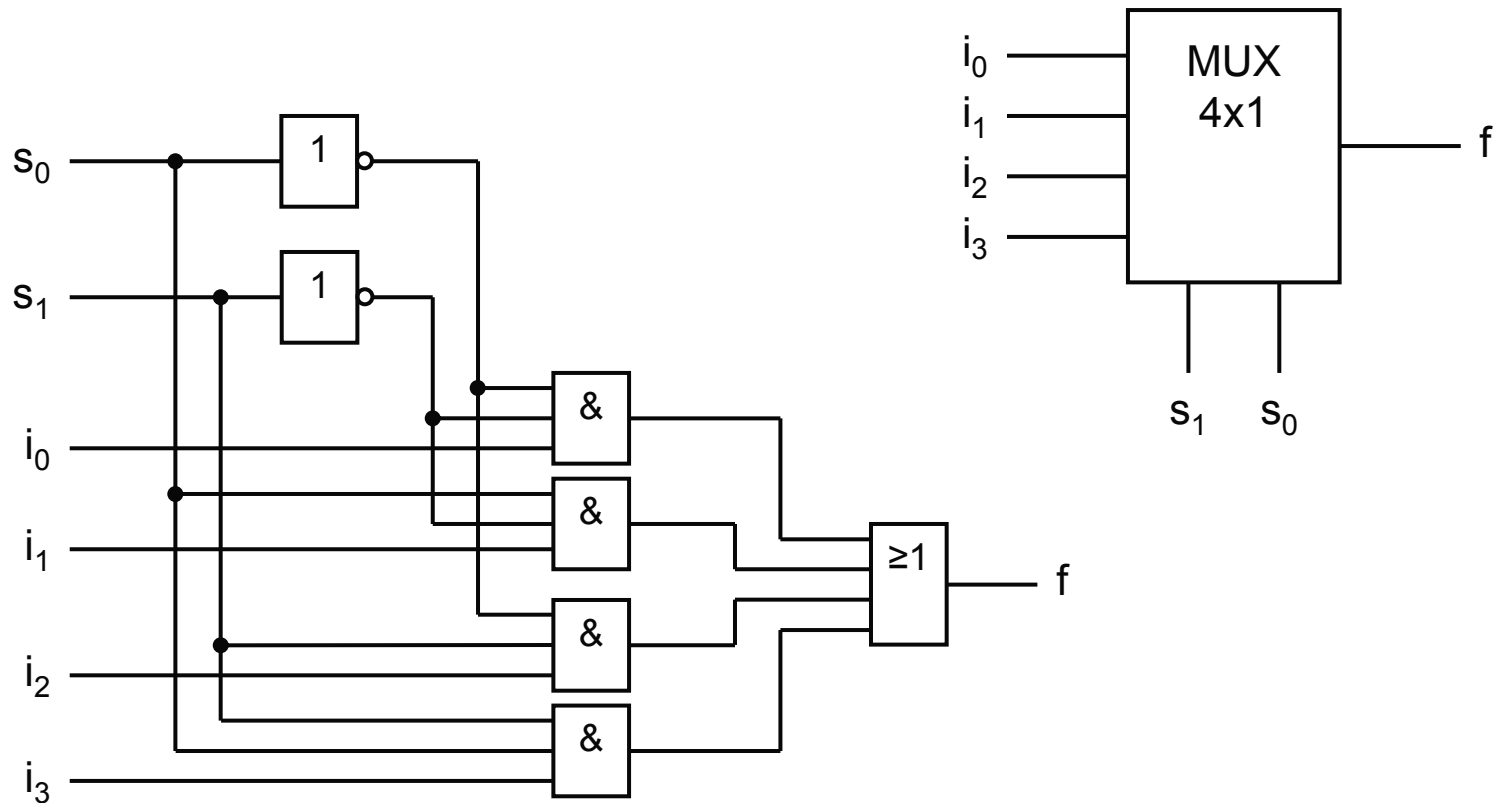 s₀
1
s₁
1
i₀
&
i₁
&
i₂
&
i₃
&
≥1
f
i₀
i₁
i₂
i₃
MUX
4x1
f
s₁ s₀